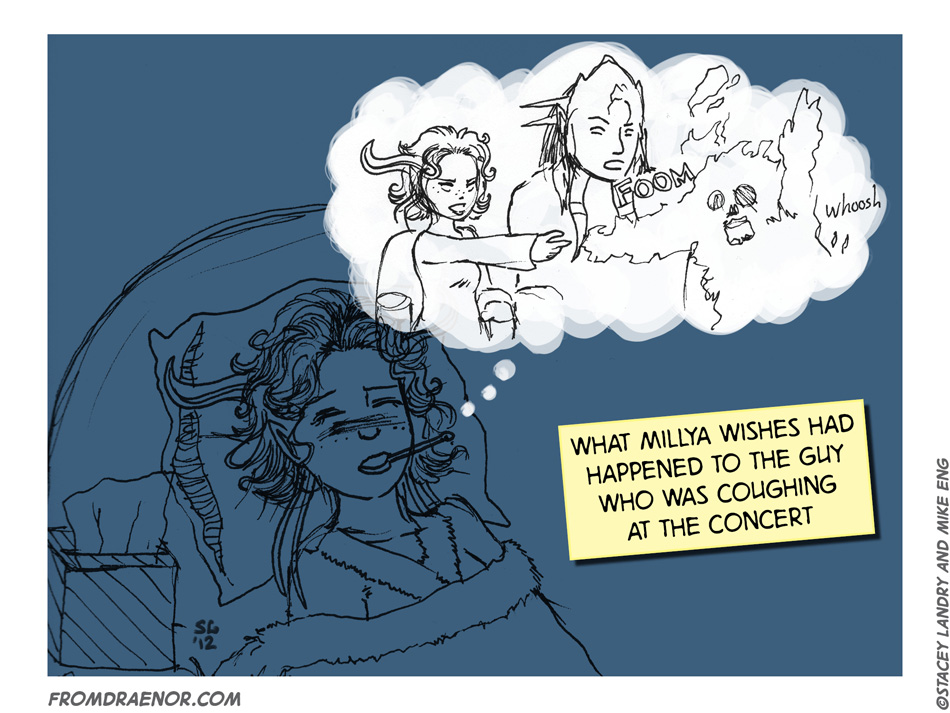 FOOM
whoosh
WHAT MILLYA WISHES HAD
HAPPENED TO THE GUY
WHO WAS COUGHING
AT THE CONCERT
SL
'12
FROMDRAENOR.COM
©STACEY LANDRY AND MIKE ENG